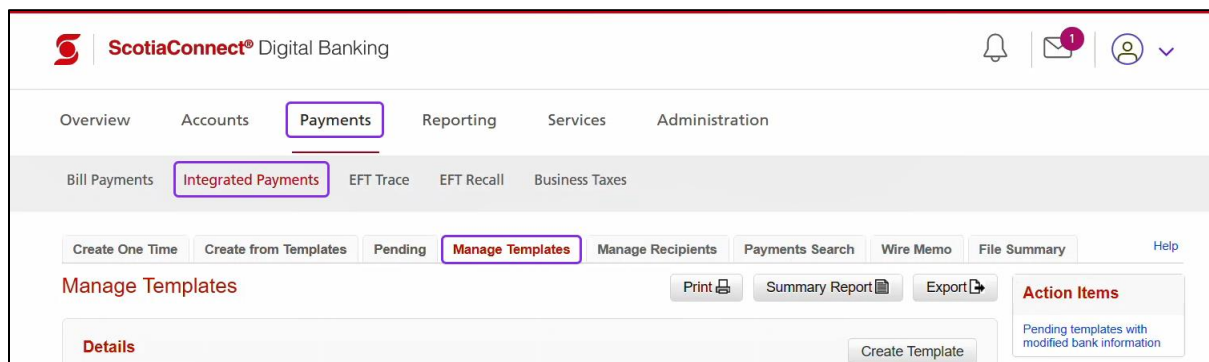 ScotiaConnect® Digital Banking
1
Overview Accounts Payments Reporting Services Administration
Bill Payments Integrated Payments EFT Trace EFT Recall Business Taxes
Create One Time Create from Templates Pending Manage Templates Manage Recipients Payments Search Wire Memo File Summary Help
Manage Templates Print Summary Report Export
Action Items
Pending templates with
modified bank information
Details Create Template